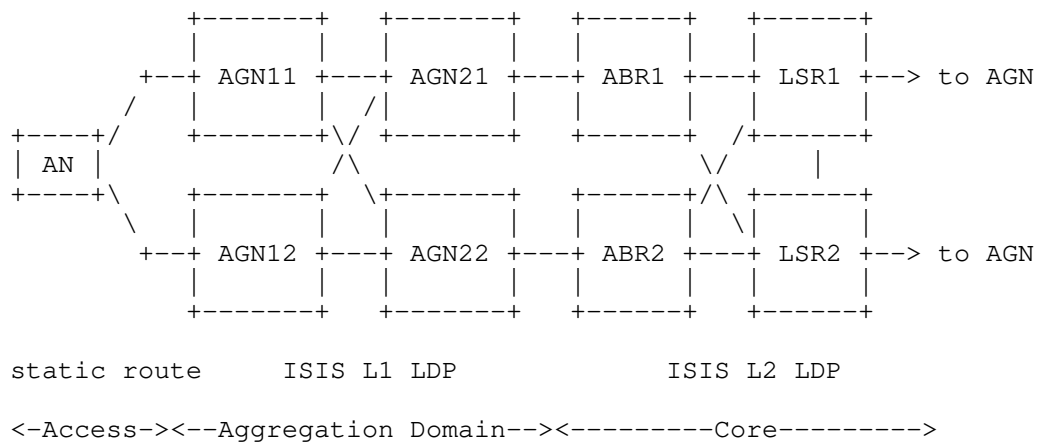 AGN11 AGN21 ABR1 LSR1 --> to AGN
AN
AGN12 AGN22 ABR2 LSR2 --> to AGN
static route ISIS L1 LDP ISIS L2 LDP
<-Access-><--Aggregation Domain--><---------Core--------->